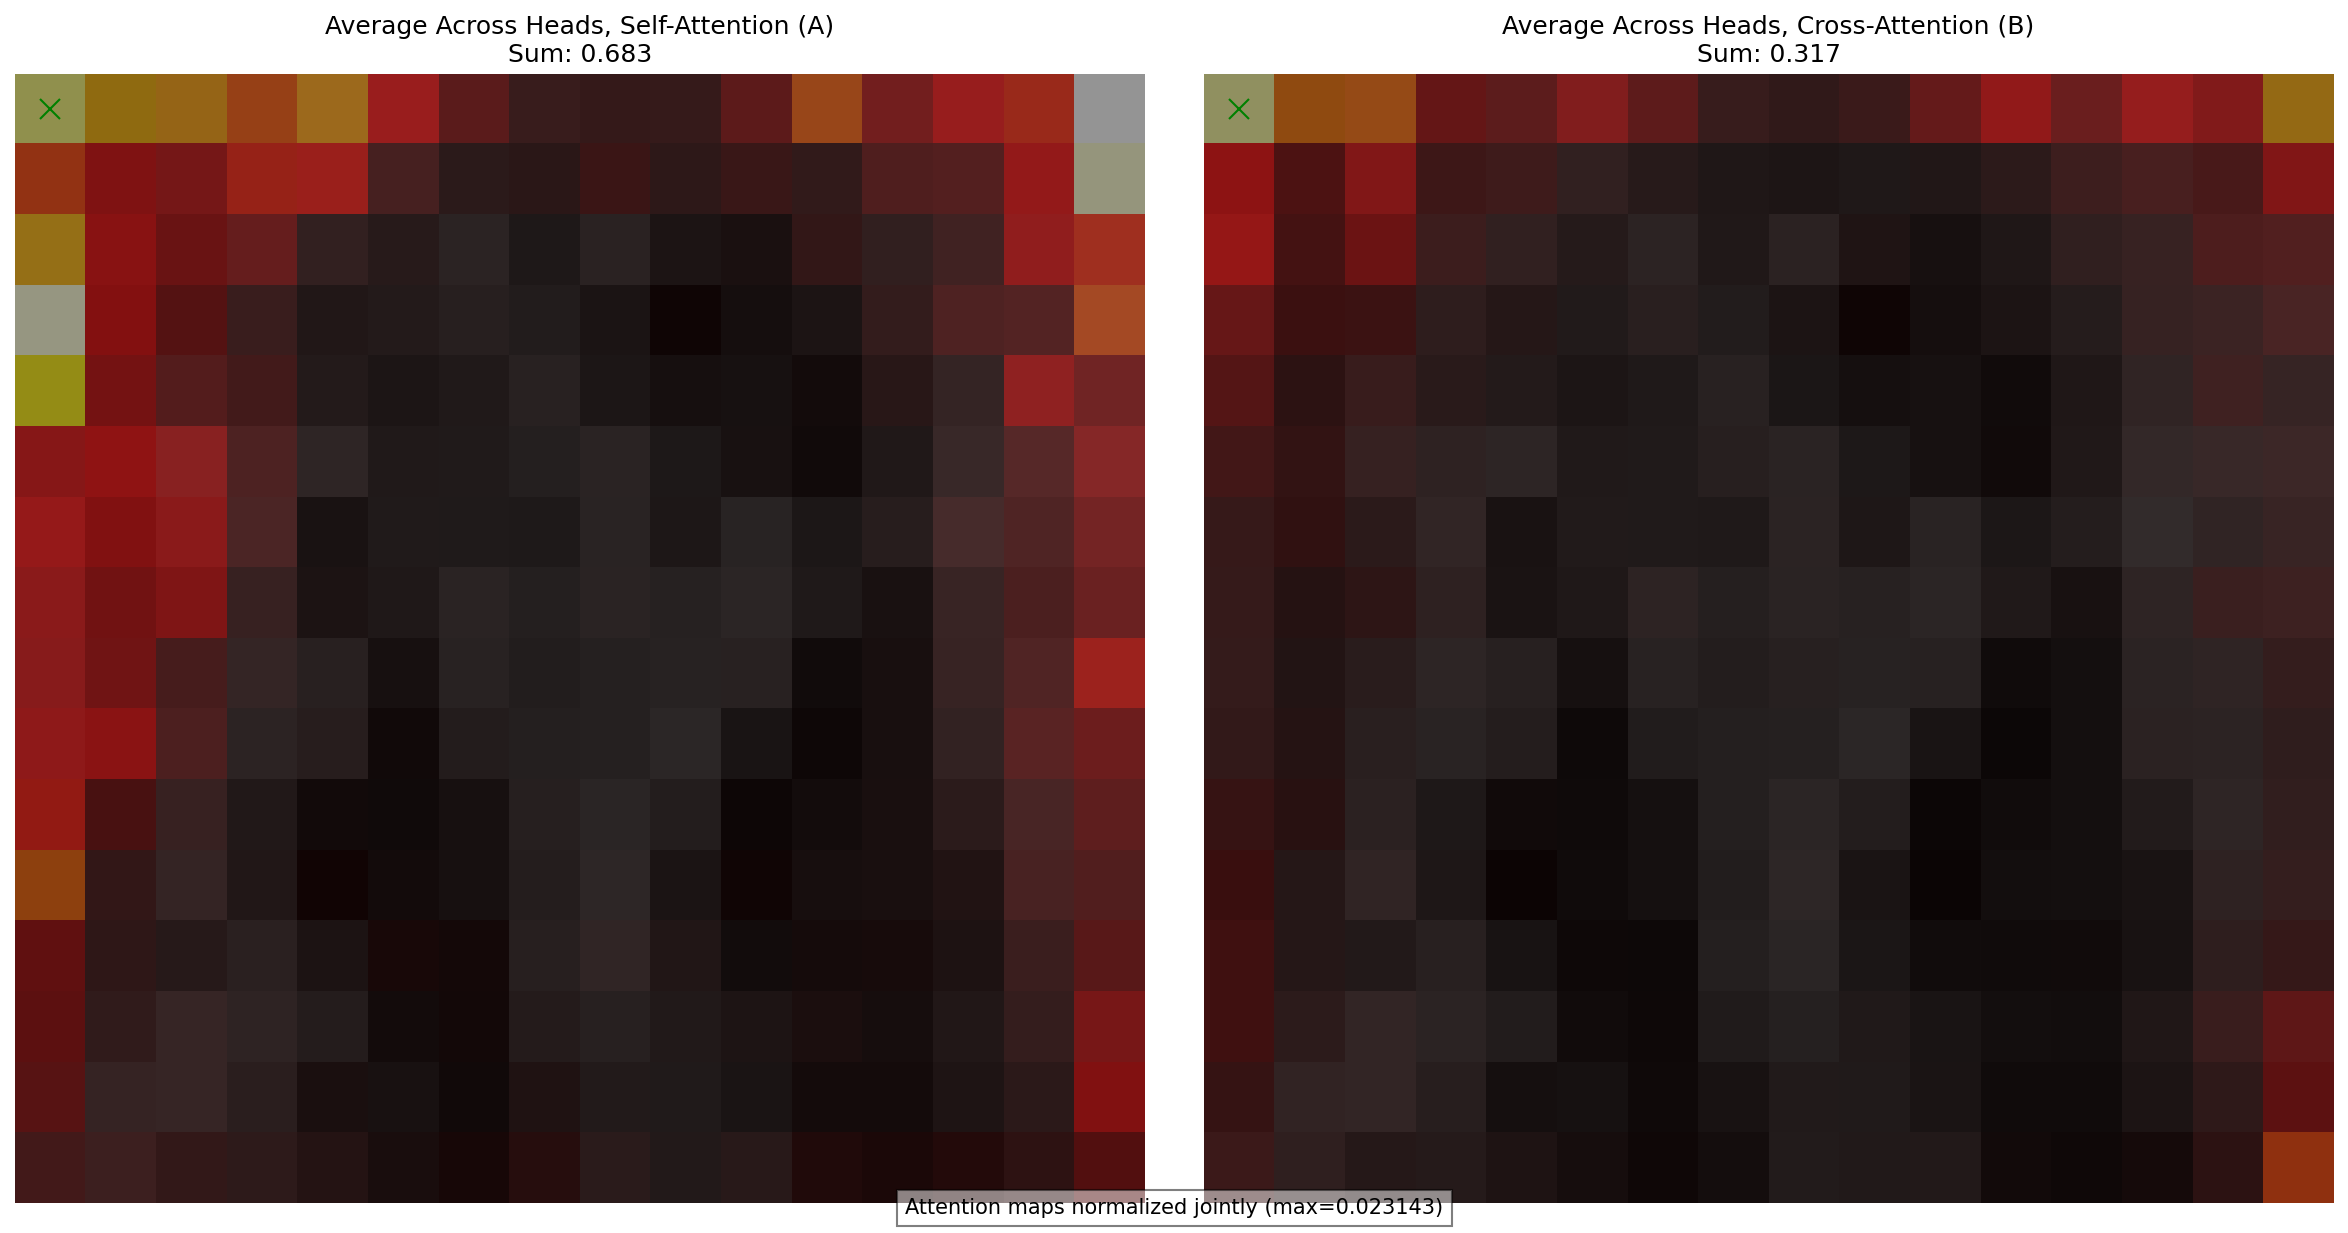 Average Across Heads, Self-Attention (A)
Sum: 0.683
Average Across Heads, Cross-Attention (B)
Sum: 0.317
Attention maps normalized jointly (max=0.023143)